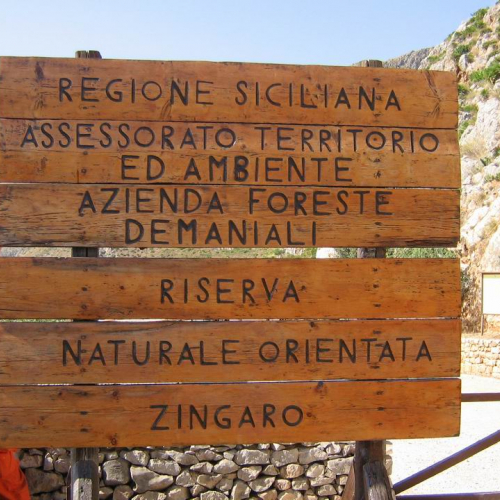 REGIONE SICILIANA
ASSESSORATO TERRITORIO
ED AMBIENTE
AZIENDA FORESTE
DEMANIALI
RISERVA
NATURALE ORIENTATA
ZINGARO